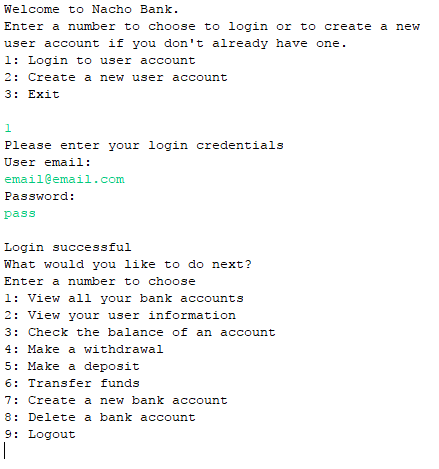 Welcome to Nacho Bank.
Enter a number to choose to login or to create a new
user account if you don't already have one.
1: Login to user account
2: Create a new user account
3: Exit
1
Please enter your login credentials
User email:
email@email.com
Password:
pass
Login successful
What would you like to do next?
Enter a number to choose
1: View all your bank accounts
2: View your user information
3: Check the balance of an account
4: Make a withdrawal
5: Make a deposit
6: Transfer funds
7: Create a new bank account
8: Delete a bank account
9: Logout